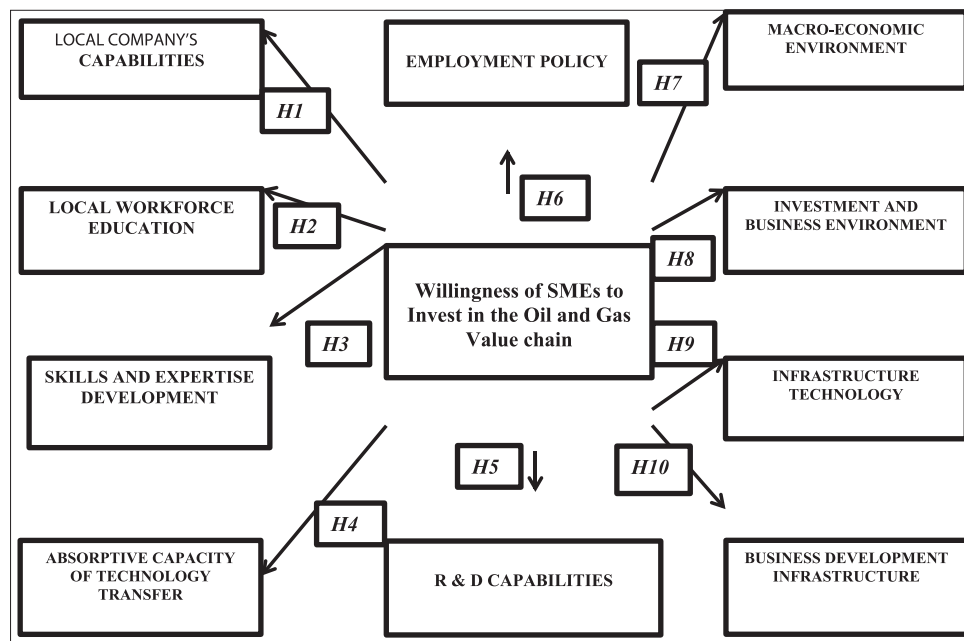 LOCAL COMPANY'S
CAPABILITIES
H1
EMPLOYMENT POLICY
H7
MACRO-ECONOMIC
ENVIRONMENT
LOCAL WORKFORCE
EDUCATION
H2
H6
INVESTMENT AND
BUSINESS ENVIRONMENT
H8
Willingness of SMEs to
Invest in the Oil and Gas
Value chain
H3
H9
SKILLS AND EXPERTISE
DEVELOPMENT
INFRASTRUCTURE
TECHNOLOGY
H5
H10
H4
ABSORPTIVE CAPACITY
OF TECHNOLOGY
TRANSFER
R & D CAPABILITIES
BUSINESS DEVELOPMENT
INFRASTRUCTURE